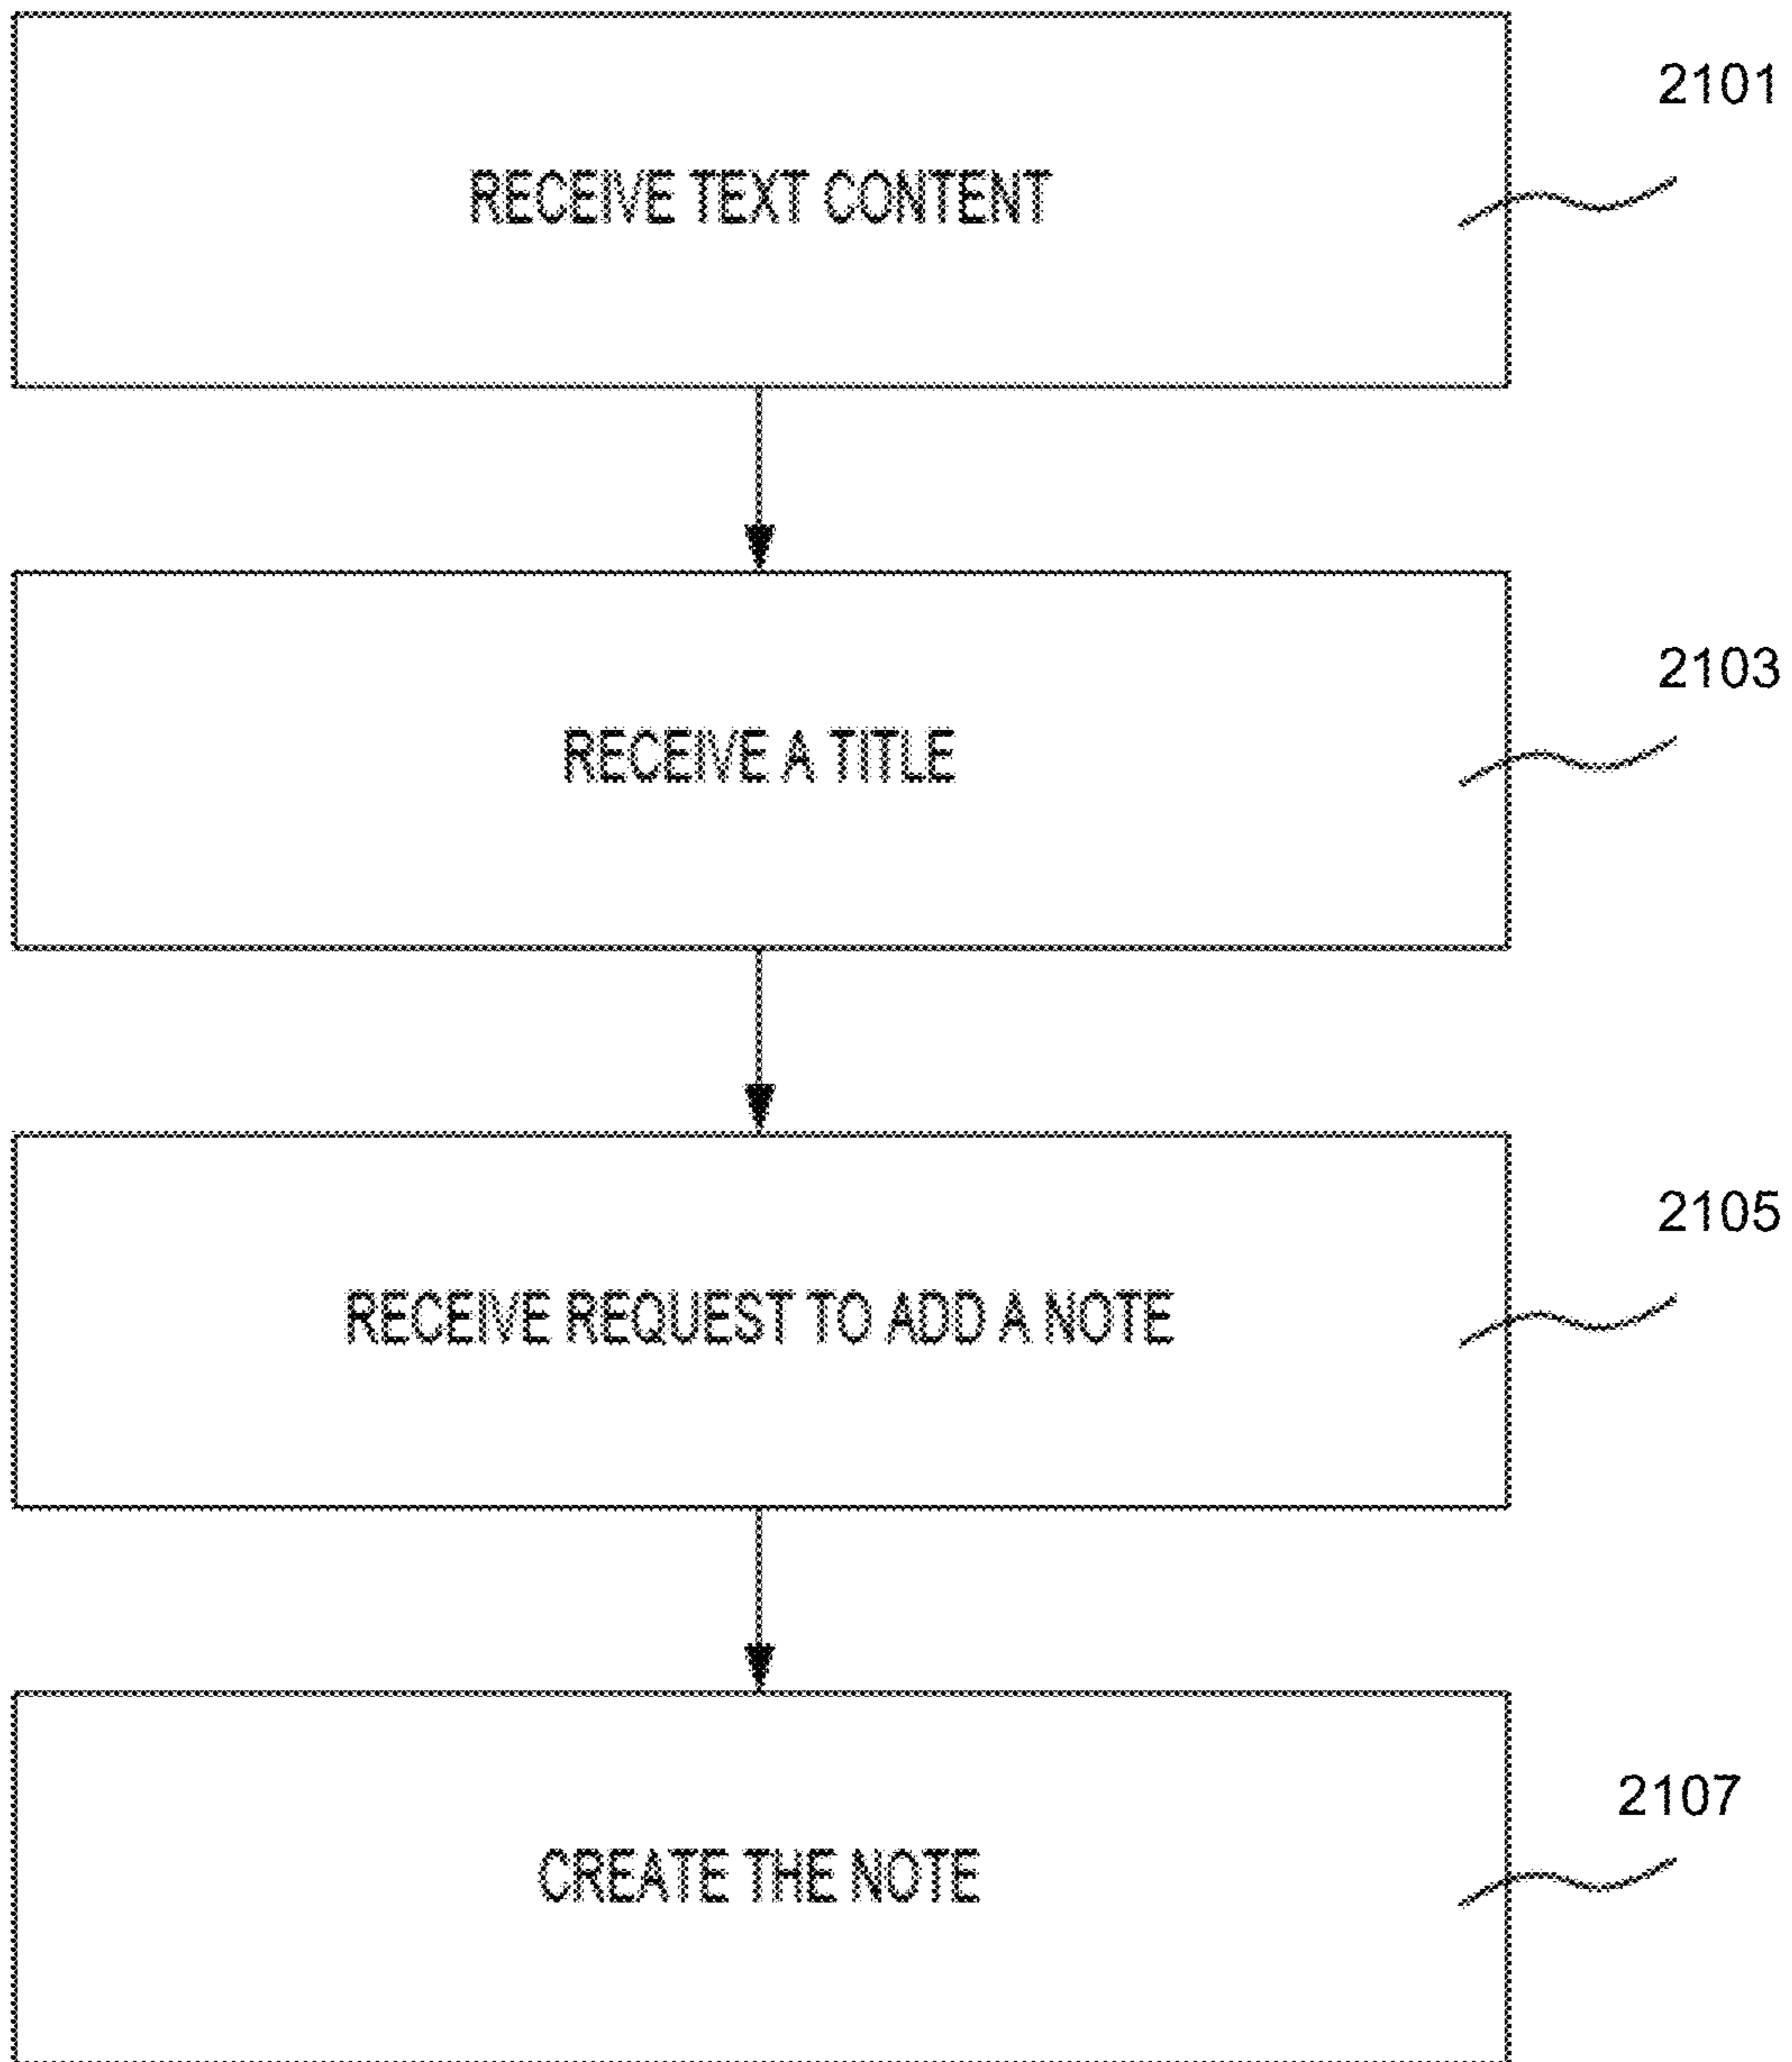 2101
RECEIVE TEXT CONTENT
2103
RECEIVE A TITLE
2105
RECEIVE REQUEST TO ADD A NOTE
2107
CREATE THE NOTE